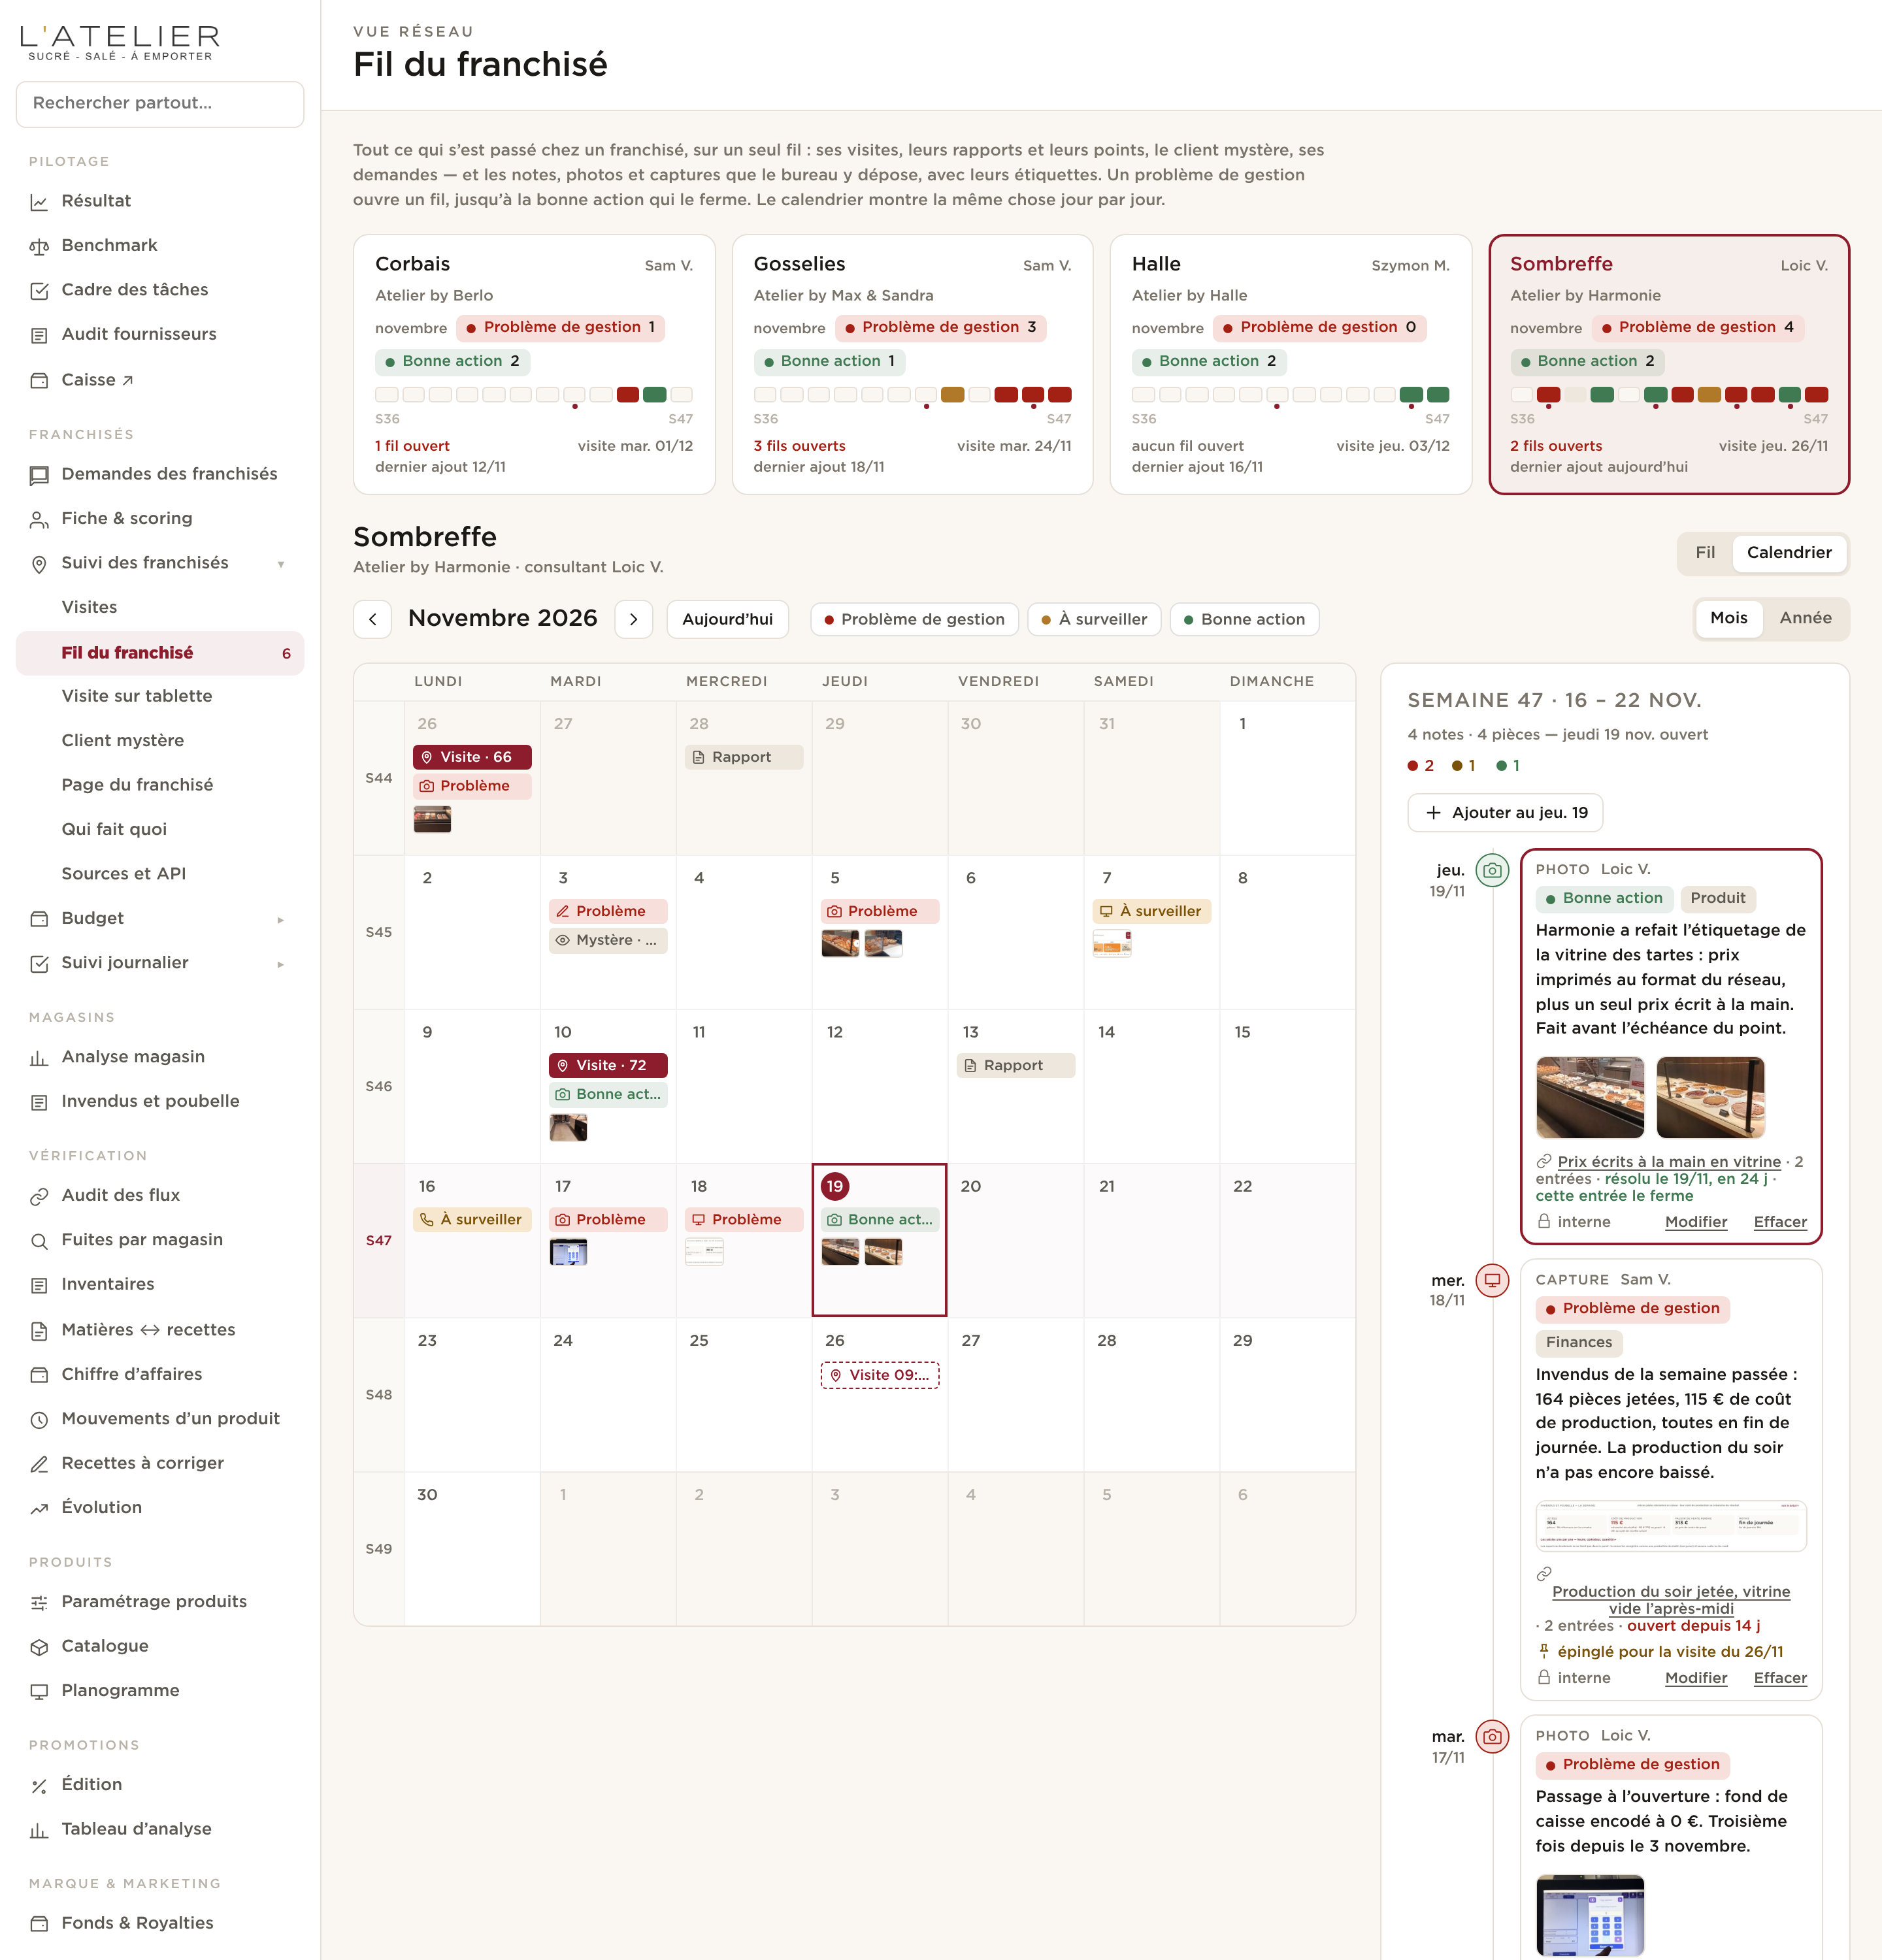 L'ATELIER
SUCRÉ - SALÉ - À EMPORTER
Rechercher partout...
PILOTAGE
Résultat
Benchmark
Cadre des tâches
Audit fournisseurs
Caisse ↗
FRANCHISÉS
Demandes des franchisés
Fiche & scoring
Suivi des franchisés
Visites
Fil du franchisé 6
Visite sur tablette
Client mystère
Page du franchisé
Qui fait quoi
Sources et API
Budget
Suivi journalier
MAGASINS
Analyse magasin
Invendus et poubelle
VÉRIFICATION
Audit des flux
Fuites par magasin
Inventaires
Matières ↔ recettes
Chiffre d’affaires
Mouvements d’un produit
Recettes à corriger
Évolution
PRODUITS
Paramétrage produits
Catalogue
Planogramme
PROMOTIONS
Édition
Tableau d’analyse
MARQUE & MARKETING
Fonds & Royalties
VUE RÉSEAU
Fil du franchisé
Tout ce qui s’est passé chez un franchisé, sur un seul fil : ses visites, leurs rapports et leurs points, le client mystère, ses
demandes — et les notes, photos et captures que le bureau y dépose, avec leurs étiquettes. Un problème de gestion
ouvre un fil, jusqu’à la bonne action qui le ferme. Le calendrier montre la même chose jour par jour.
Corbais Sam V.
Atelier by Berlo
novembre Problème de gestion 1
Bonne action 2
S36 S47
1 fil ouvert visite mar. 01/12
dernier ajout 12/11
Gosselies Sam V.
Atelier by Max & Sandra
novembre Problème de gestion 3
Bonne action 1
S36 S47
3 fils ouverts visite mar. 24/11
dernier ajout 18/11
Halle Szymon M.
Atelier by Halle
novembre Problème de gestion 0
Bonne action 2
S36 S47
aucun fil ouvert visite jeu. 03/12
dernier ajout 16/11
Sombreffe Loic V.
Atelier by Harmonie
novembre Problème de gestion 4
Bonne action 2
S36 S47
2 fils ouverts visite jeu. 26/11
dernier ajout aujourd’hui
Sombreffe
Atelier by Harmonie · consultant Loic V.
Fil Calendrier
Novembre 2026 Aujourd’hui Problème de gestion À surveiller Bonne action
Mois Année
LUNDI MARDI MERCREDI JEUDI VENDREDI SAMEDI DIMANCHE
26 27 28 29 30 31 1
S44
Visite · 66 Rapport
Problème
2 3 4 5 6 7 8
S45
Problème Problème À surveiller
Mystère · ...
9 10 11 12 13 14 15
S46
Visite · 72 Rapport
Bonne act...
16 17 18 19 20 21 22
S47
À surveiller Problème Problème Bonne act...
23 24 25 26 27 28 29
S48
Visite 09:...
30 1 2 3 4 5 6
S49
SEMAINE 47 · 16 – 22 NOV.
4 notes · 4 pièces — jeudi 19 nov. ouvert
2 1 1
Ajouter au jeu. 19
jeu.
19/11
PHOTO Loic V.
Bonne action Produit
Harmonie a refait l’étiquetage de
la vitrine des tartes : prix
imprimés au format du réseau,
plus un seul prix écrit à la main.
Fait avant l’échéance du point.
Prix écrits à la main en vitrine · 2
entrées · résolu le 19/11, en 24 j ·
cette entrée le ferme
interne Modifier Effacer
mer.
18/11
CAPTURE Sam V.
Problème de gestion
Finances
Invendus de la semaine passée :
164 pièces jetées, 115 € de coût
de production, toutes en fin de
journée. La production du soir
n’a pas encore baissé.
164 115 € 313 € fin de journée
Production du soir jetée, vitrine
vide l’après-midi
· 2 entrées · ouvert depuis 14 j
épinglé pour la visite du 26/11
interne Modifier Effacer
mar.
17/11
PHOTO Loic V.
Problème de gestion
Passage à l’ouverture : fond de
caisse encodé à 0 €. Troisième
fois depuis le 3 novembre.